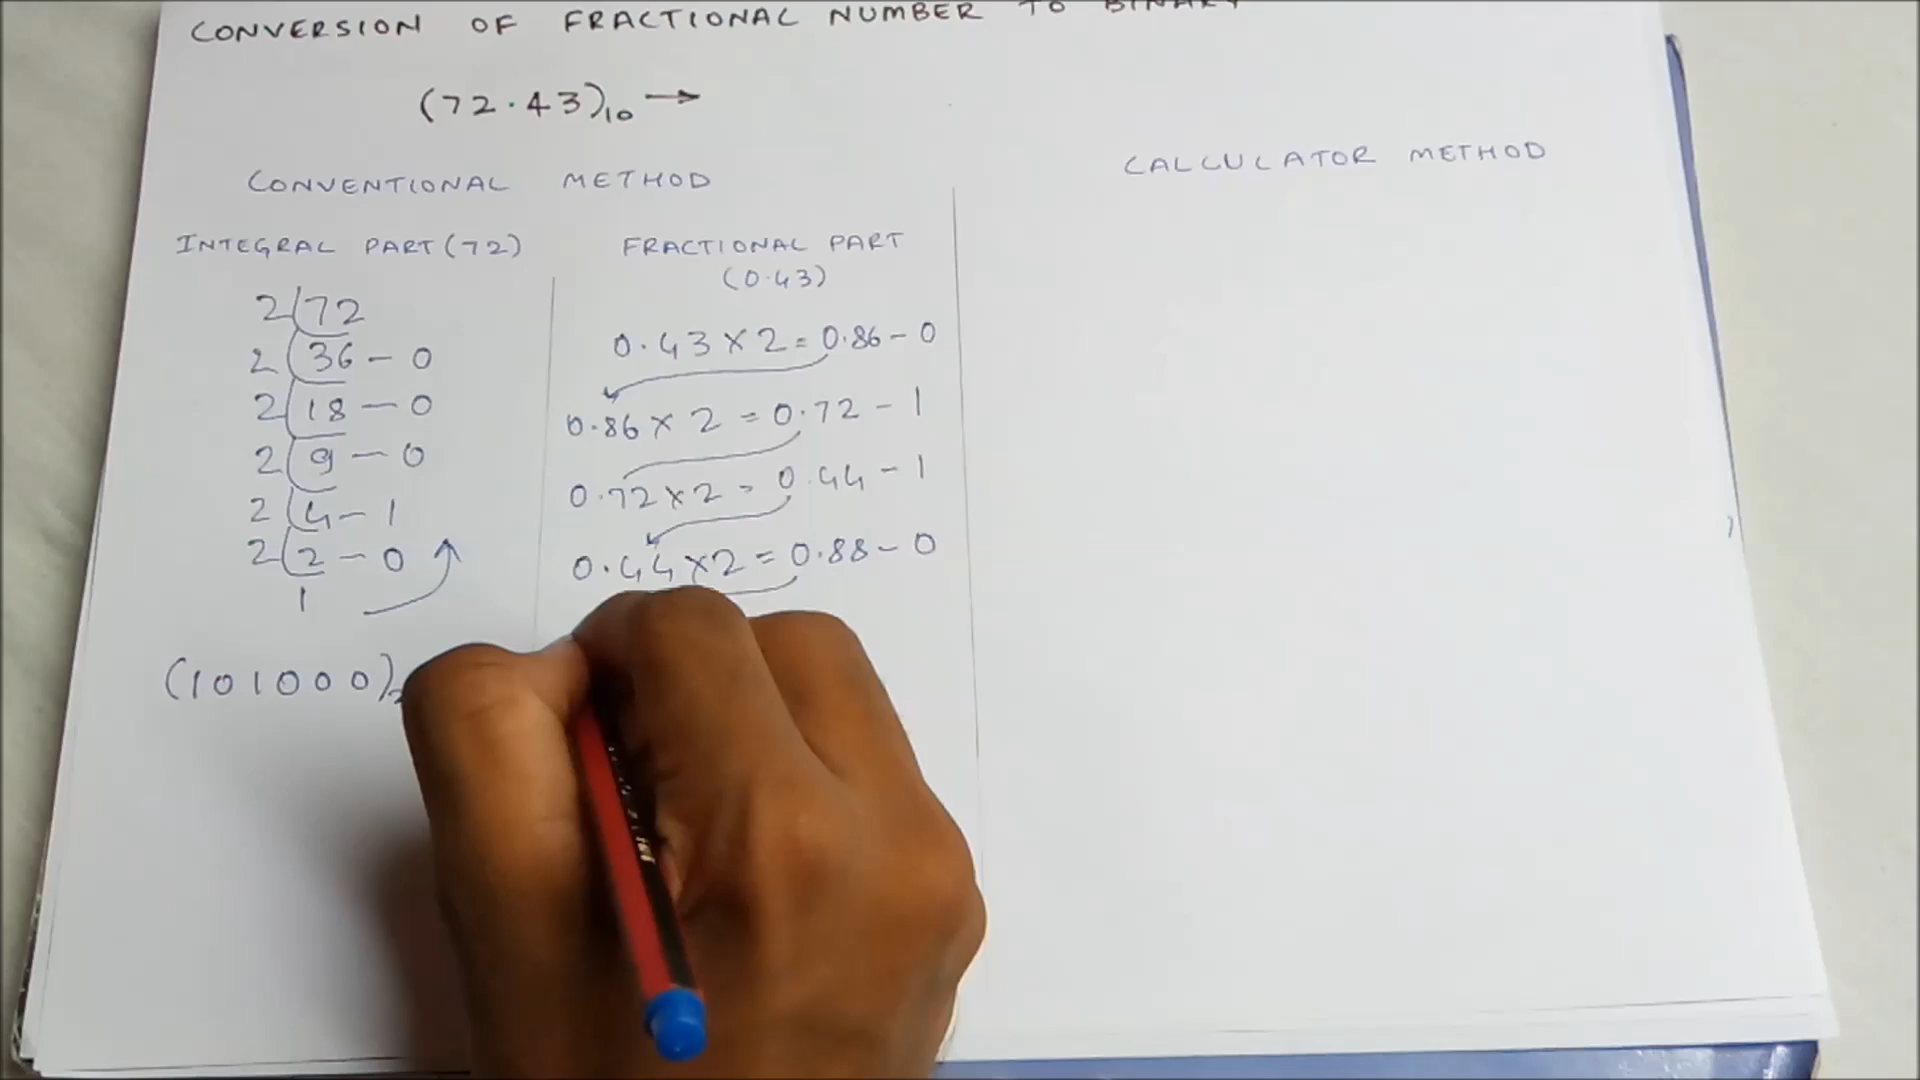 CONVERSION OF FRACTIONAL NUMBER TO BINARY
(72.43)10 →
CONVENTIONAL METHOD
INTEGRAL PART (72)
2 72
2 36 - 0
2 18 - 0
2 9 - 0
2 4 - 1
2 2 - 0
1
(101000)2
FRACTIONAL PART
(0.43)
0.43 × 2 = 0.86 - 0
0.86 × 2 = 0.72 - 1
0.72 × 2 = 0.44 - 1
0.44 × 2 = 0.88 - 0
CALCULATOR METHOD